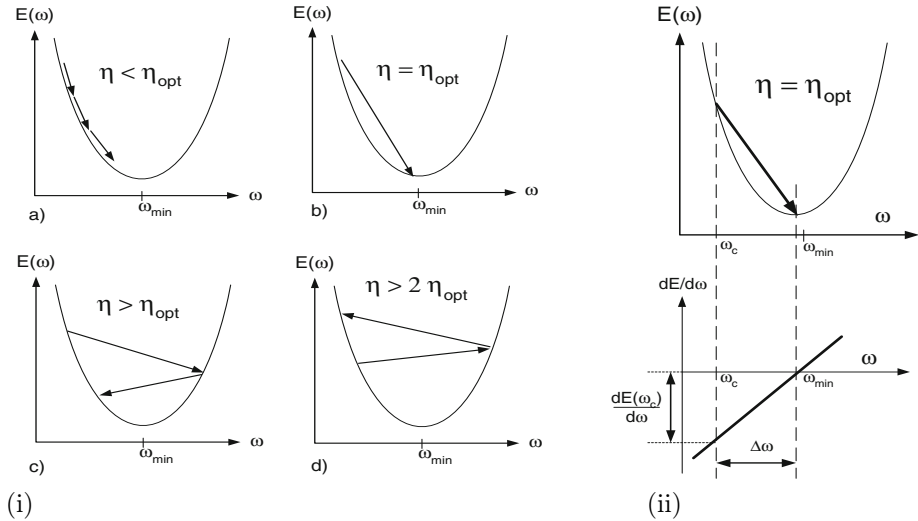 E(ω)
η < η_opt
ω
ω_min
a)
E(ω)
η = η_opt
ω
ω_min
b)
E(ω)
η > η_opt
ω
ω_min
c)
E(ω)
η > 2 η_opt
ω
ω_min
d)
(i)
E(ω)
η = η_opt
ω
ω_c
ω_min
dE/dω
ω
ω_c
ω_min
dE(ω_c)
dω
Δω
(ii)